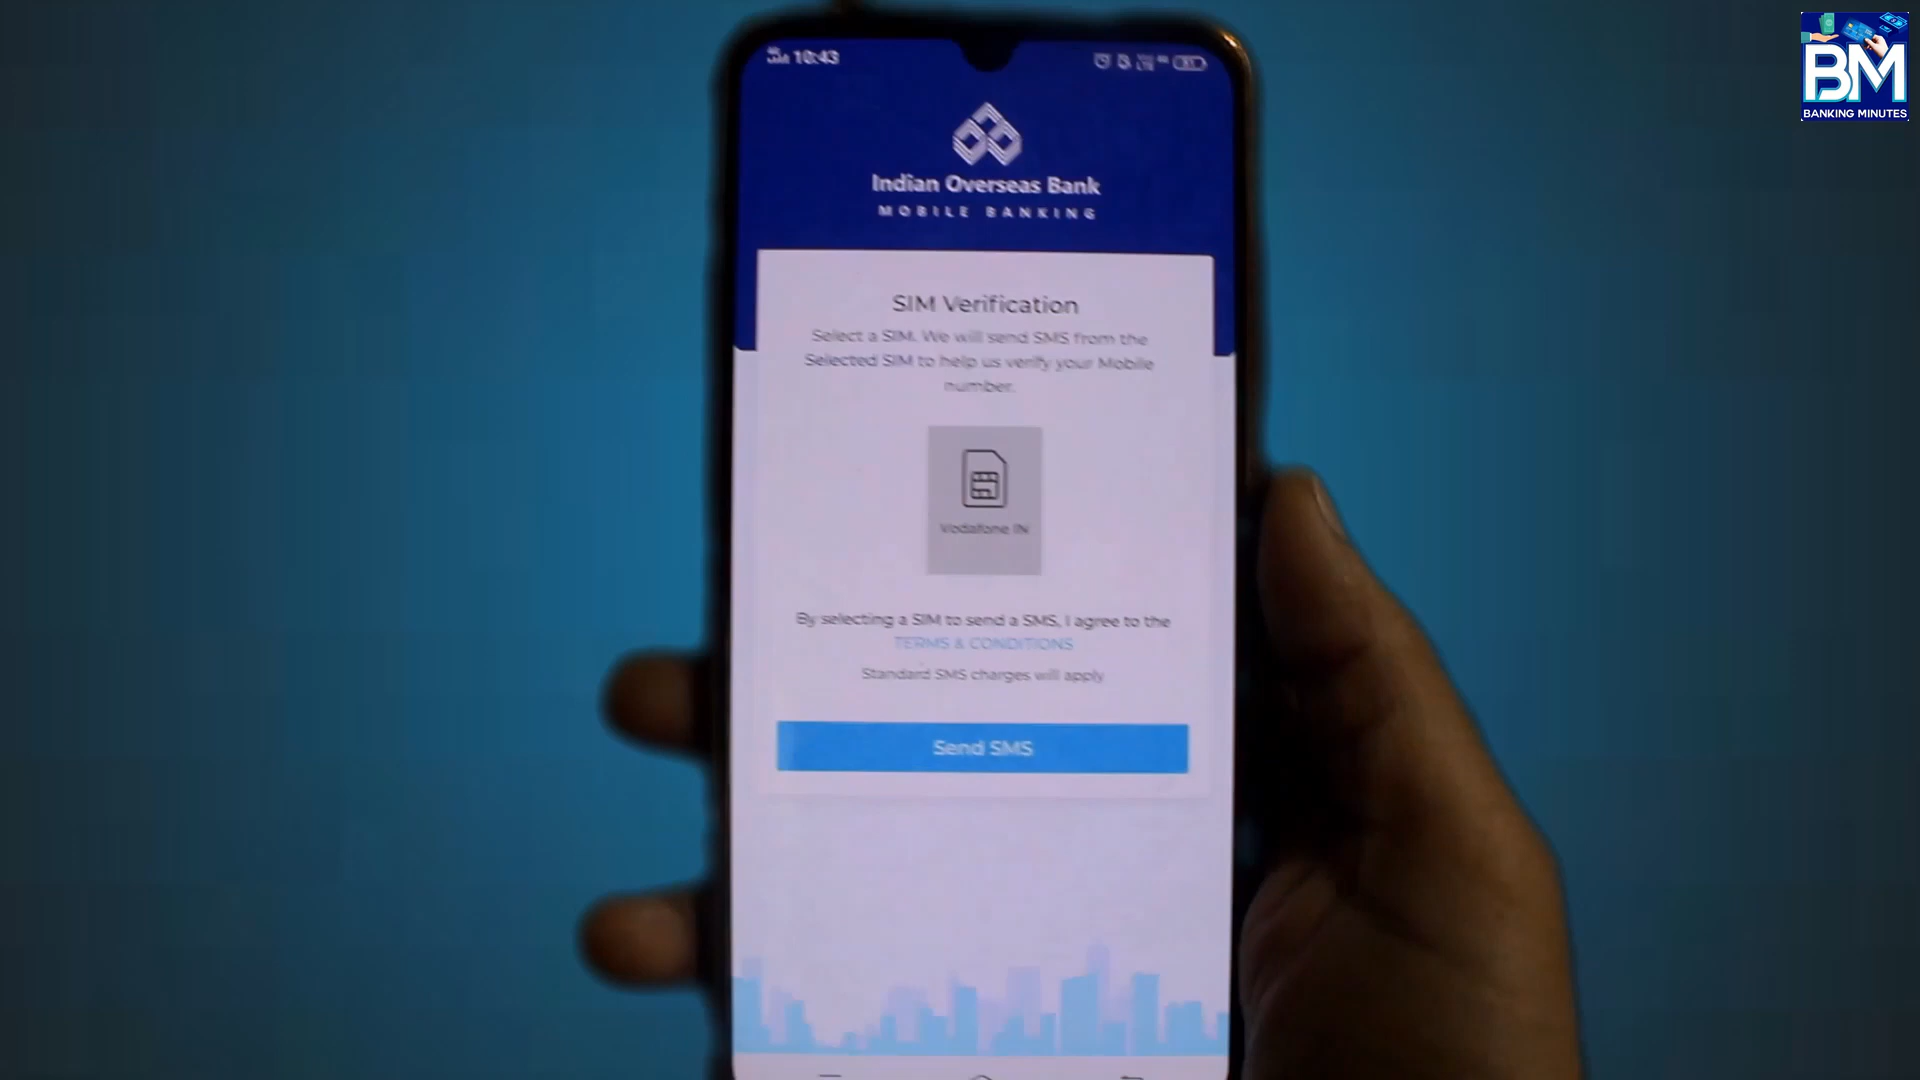 10:43
BM
BANKING MINUTES
Indian Overseas Bank
MOBILE BANKING
SIM Verification
Select a SIM. We will send SMS from the
Selected SIM to help us verify your Mobile
number.
Vodafone IN
By selecting a SIM to send a SMS, I agree to the
TERMS & CONDITIONS
Standard SMS charges will apply
Send SMS